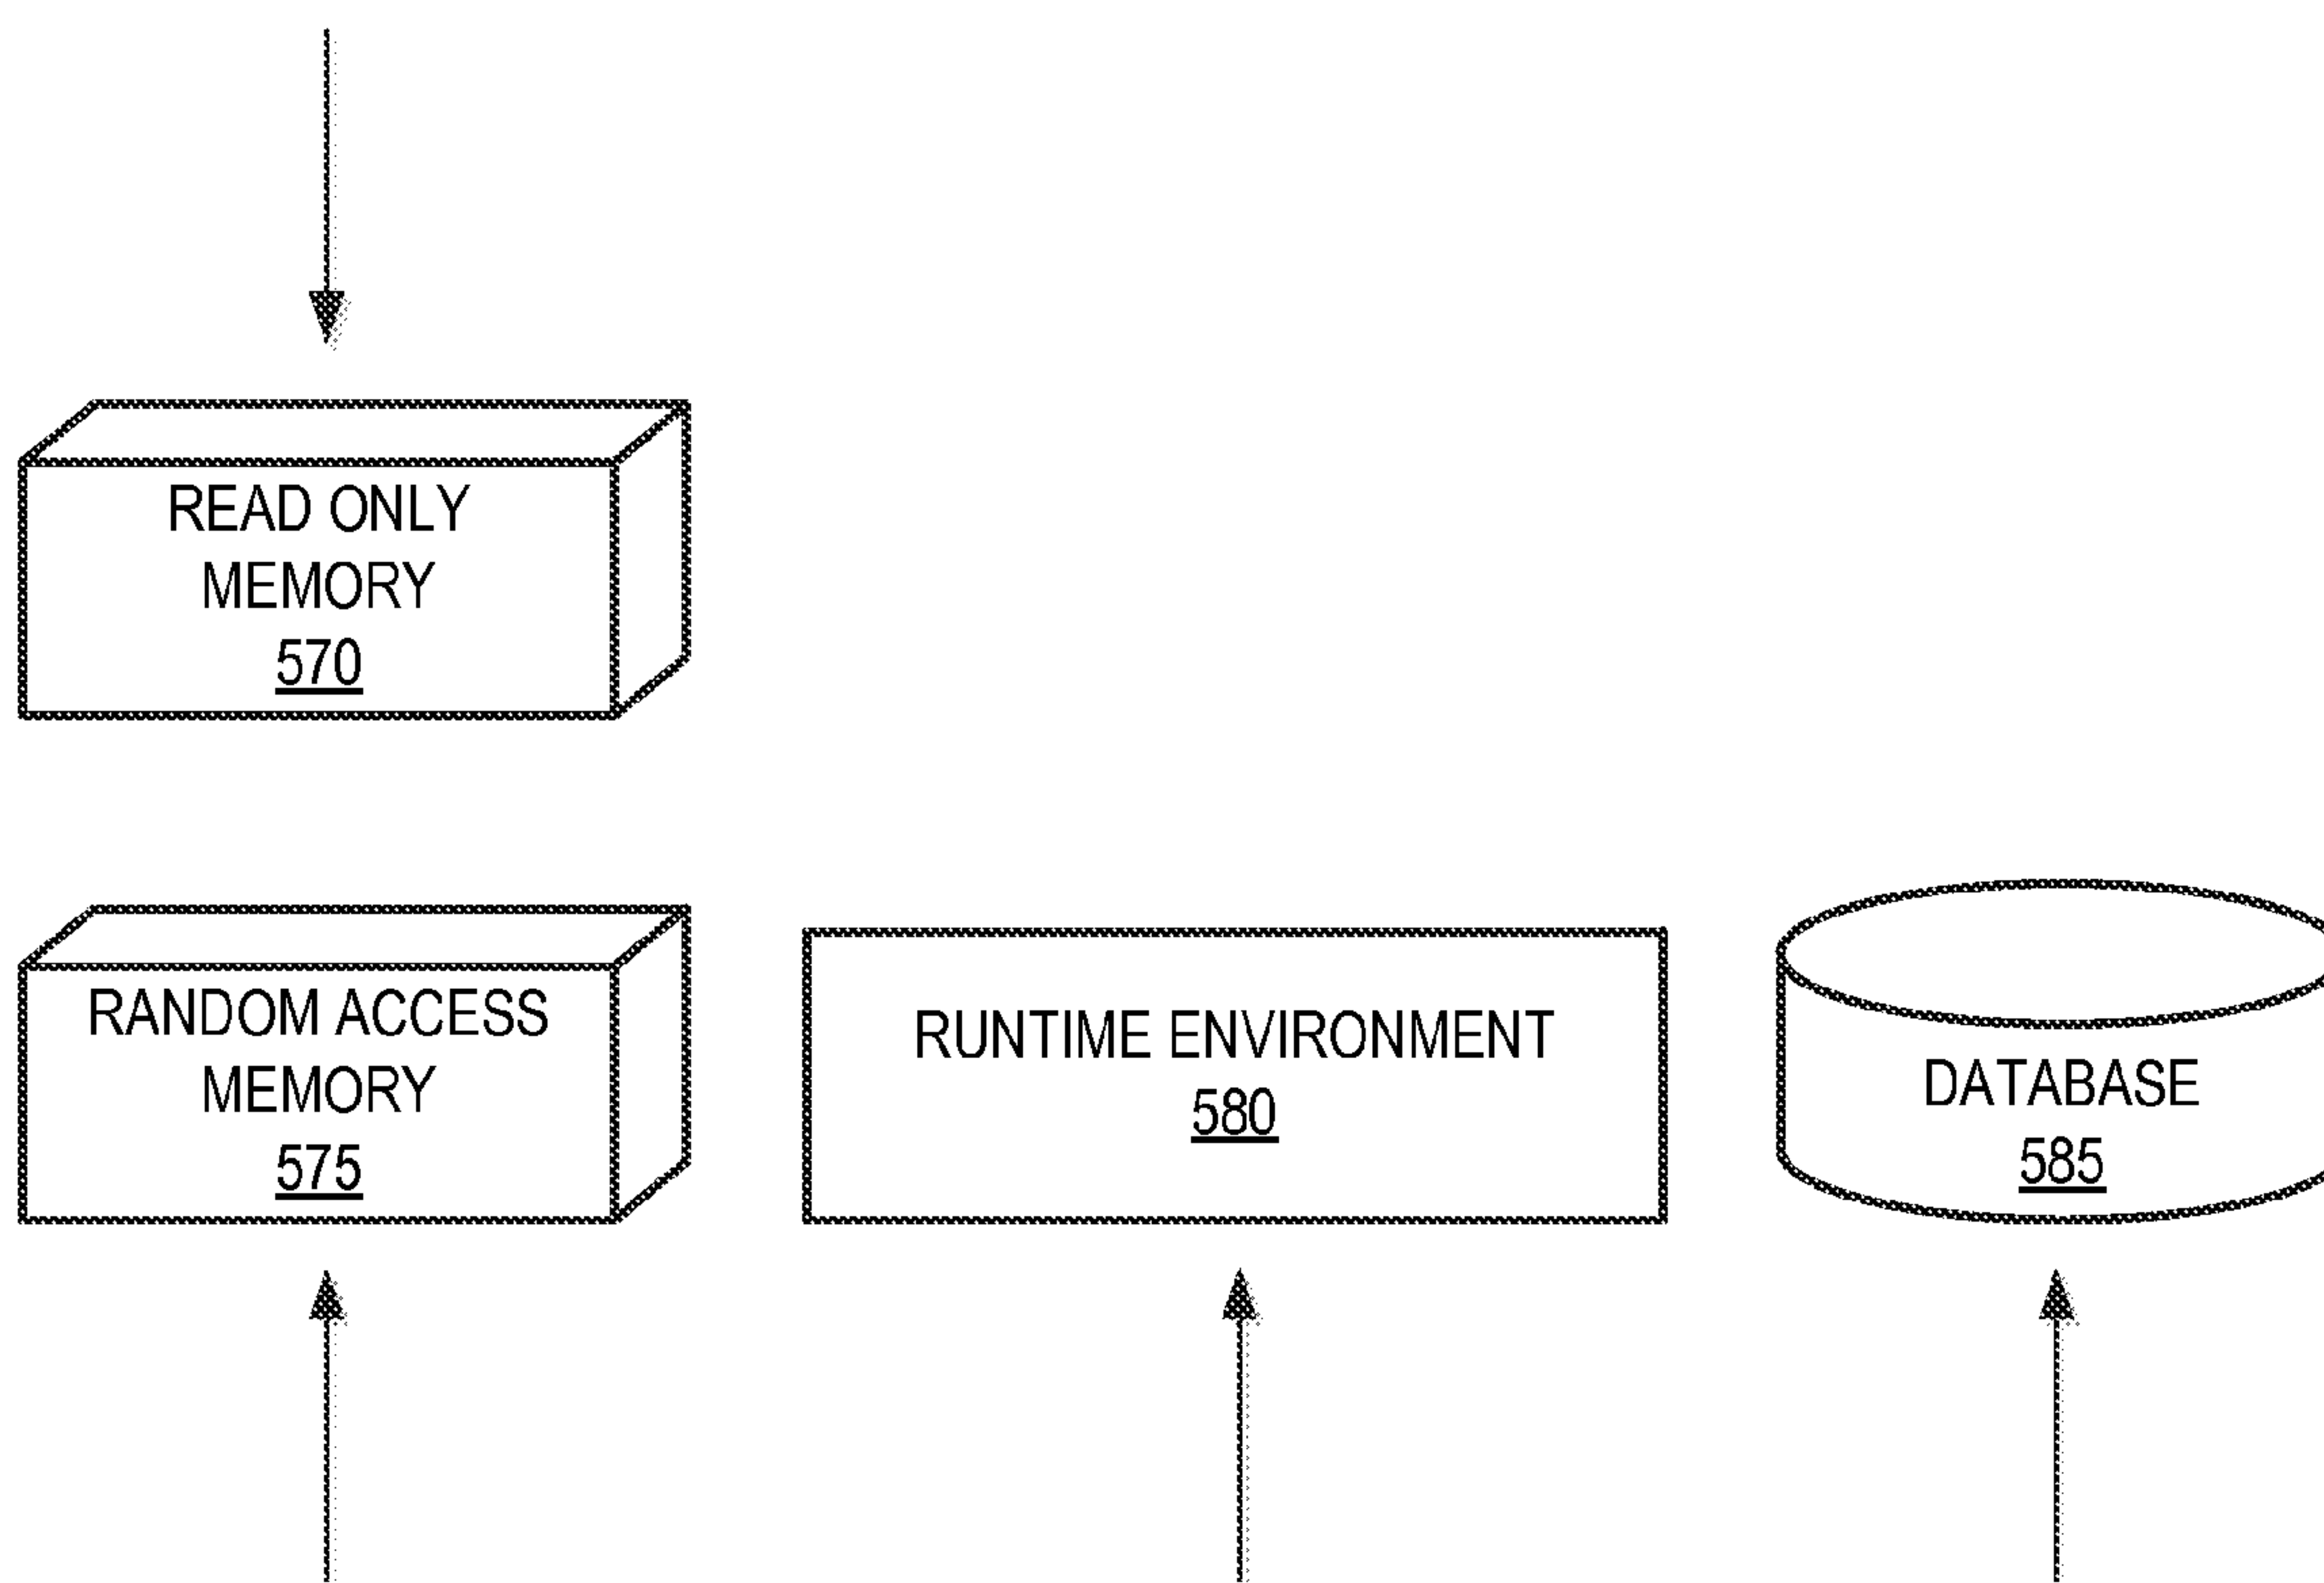 READ ONLY
MEMORY
570
RANDOM ACCESS
MEMORY
575
RUNTIME ENVIRONMENT
580
DATABASE
585